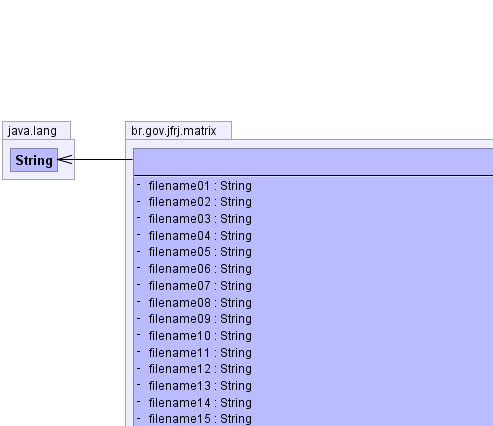 java.lang
br.gov.jfrj.matrix
String
- filename01 : String
- filename02 : String
- filename03 : String
- filename04 : String
- filename05 : String
- filename06 : String
- filename07 : String
- filename08 : String
- filename09 : String
- filename10 : String
- filename11 : String
- filename12 : String
- filename13 : String
- filename14 : String
- filename15 : String